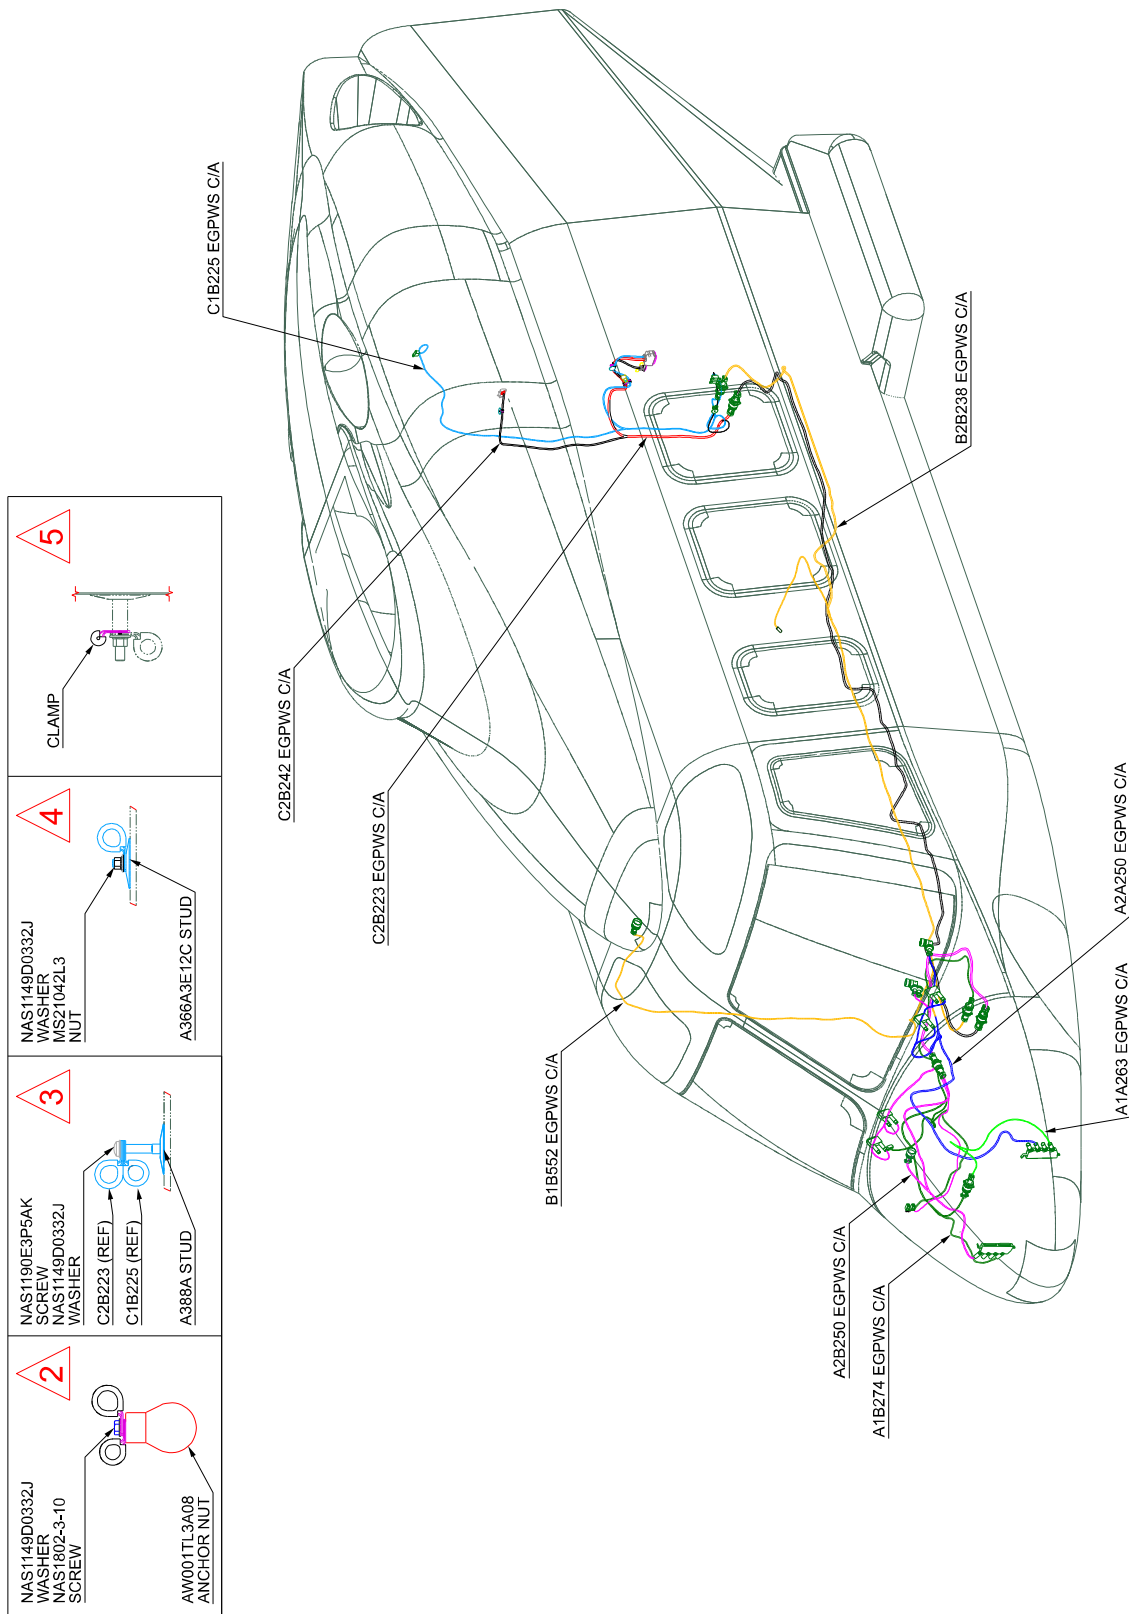 NAS1149D0332J
WASHER
NAS1802-3-10
SCREW
2
AW001TL3A08
ANCHOR NUT
NAS1190E3P5AK
SCREW
NAS1149D0332J
WASHER
3
C2B223 (REF)
C1B225 (REF)
A388A STUD
NAS1149D0332J
WASHER
MS21042L3
NUT
4
A366A3E12C STUD
5
CLAMP
C1B225 EGPWS C/A
C2B242 EGPWS C/A
C2B223 EGPWS C/A
B2B238 EGPWS C/A
B1B552 EGPWS C/A
A2B250 EGPWS C/A
A1B274 EGPWS C/A
A2A250 EGPWS C/A
A1A263 EGPWS C/A